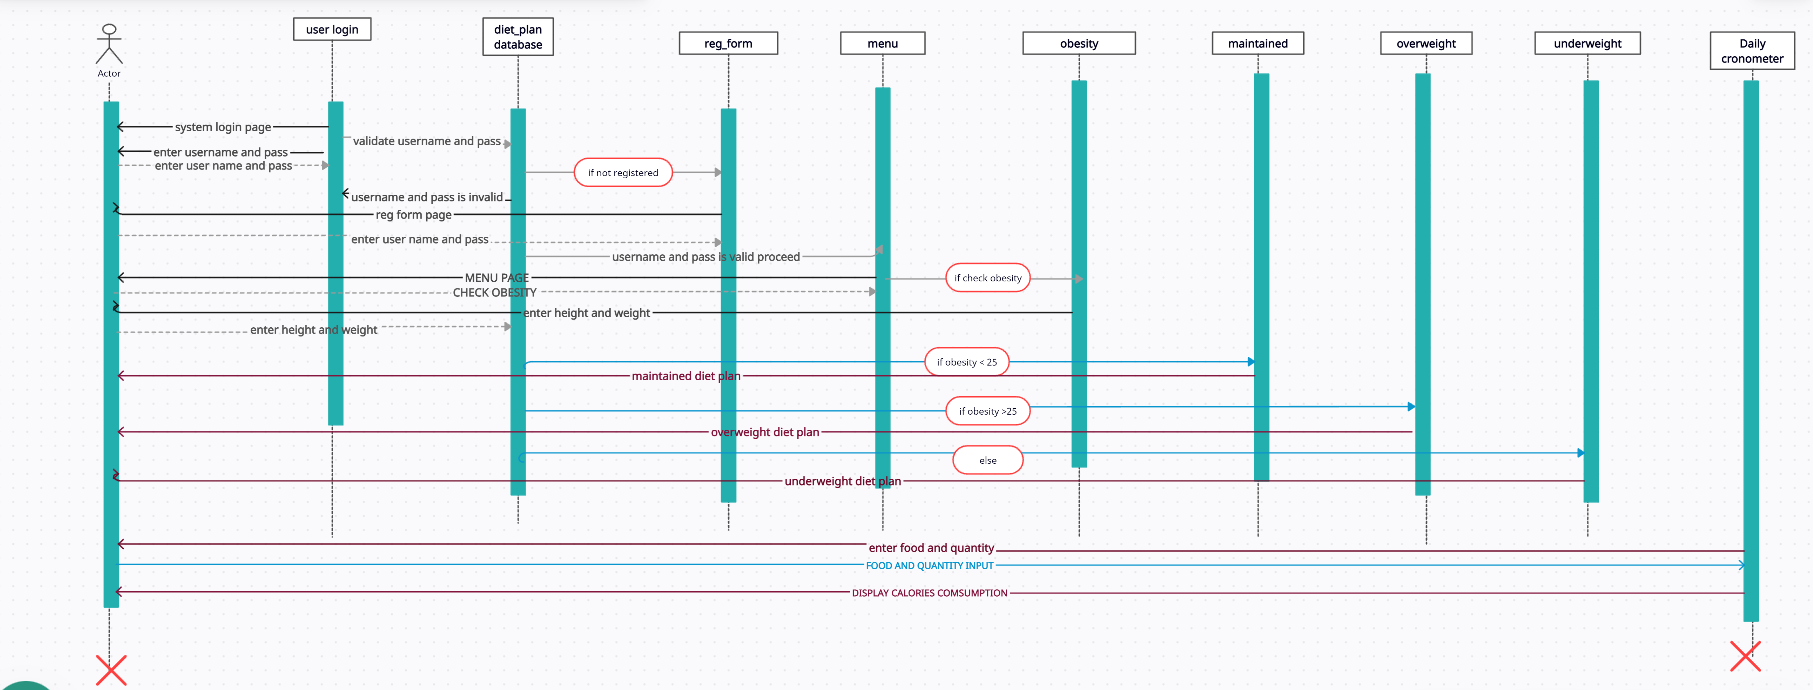 Actor
user login
diet_plan
database
reg_form
menu
obesity
maintained
overweight
underweight
Daily
cronometer
system login page
validate username and pass
enter username and pass
enter user name and pass
if not registered
username and pass is invalid
reg form page
enter user name and pass
username and pass is valid proceed
MENU PAGE
if check obesity
CHECK OBESITY
enter height and weight
enter height and weight
if obesity < 25
maintained diet plan
if obesity >25
overweight diet plan
else
underweight diet plan
enter food and quantity
FOOD AND QUANTITY INPUT
DISPLAY CALORIES COMSUMPTION